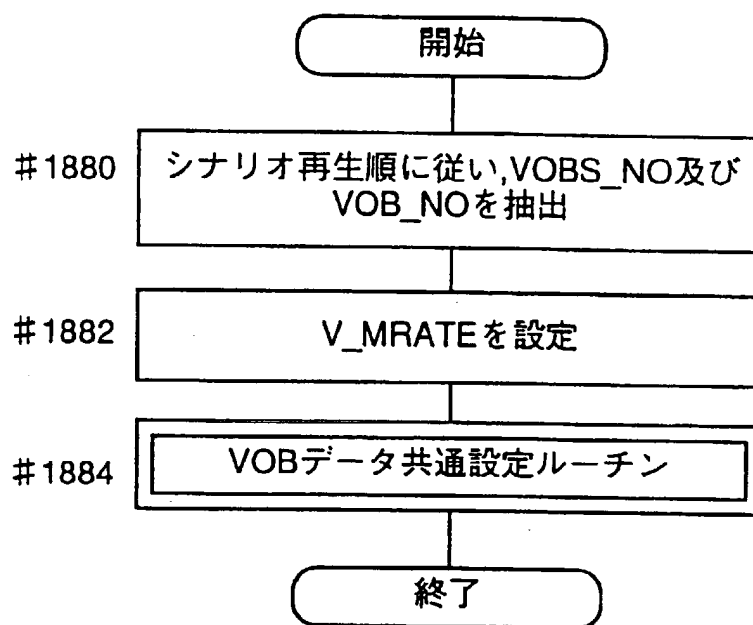 開始
#1880
シナリオ再生順に従い,VOBS_NO及び
VOB_NOを抽出
#1882
V_MRATEを設定
#1884
VOBデータ共通設定ルーチン
終了